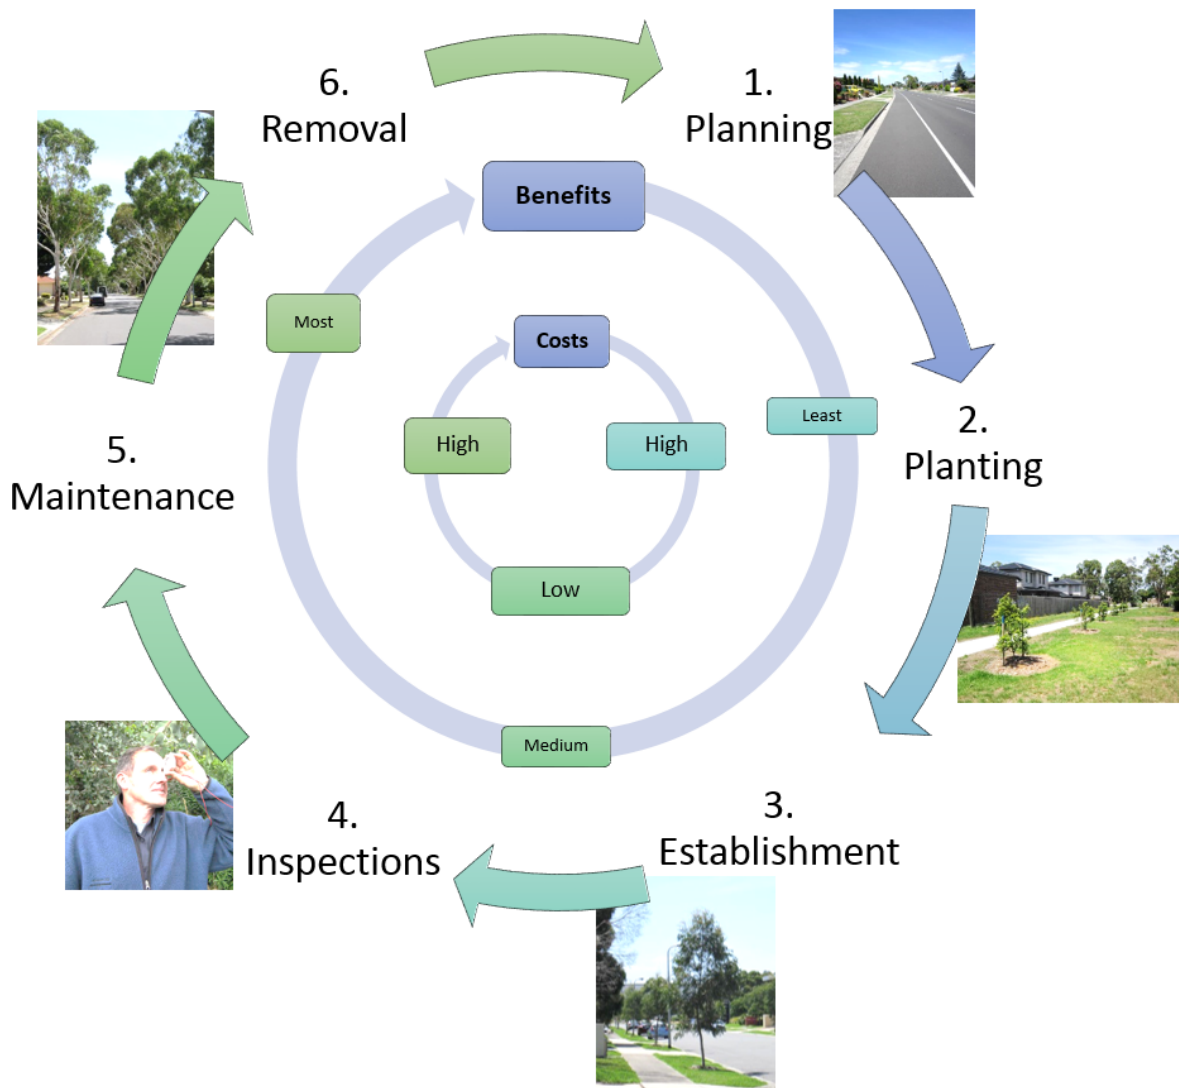 6.
Removal
1.
Planning
Benefits
Most
Costs
Least
High
High
2.
Planting
5.
Maintenance
Low
Medium
4.
Inspections
3.
Establishment